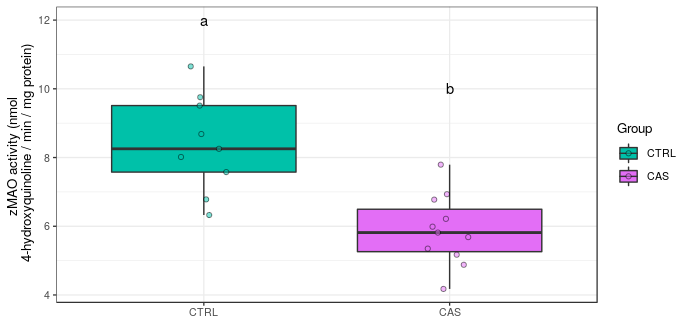 zMAO activity (nmol
4-hydroxyquinoline / min / mg protein)
12
10
8
6
4
a
b
CTRL
CAS
Group
CTRL
CAS